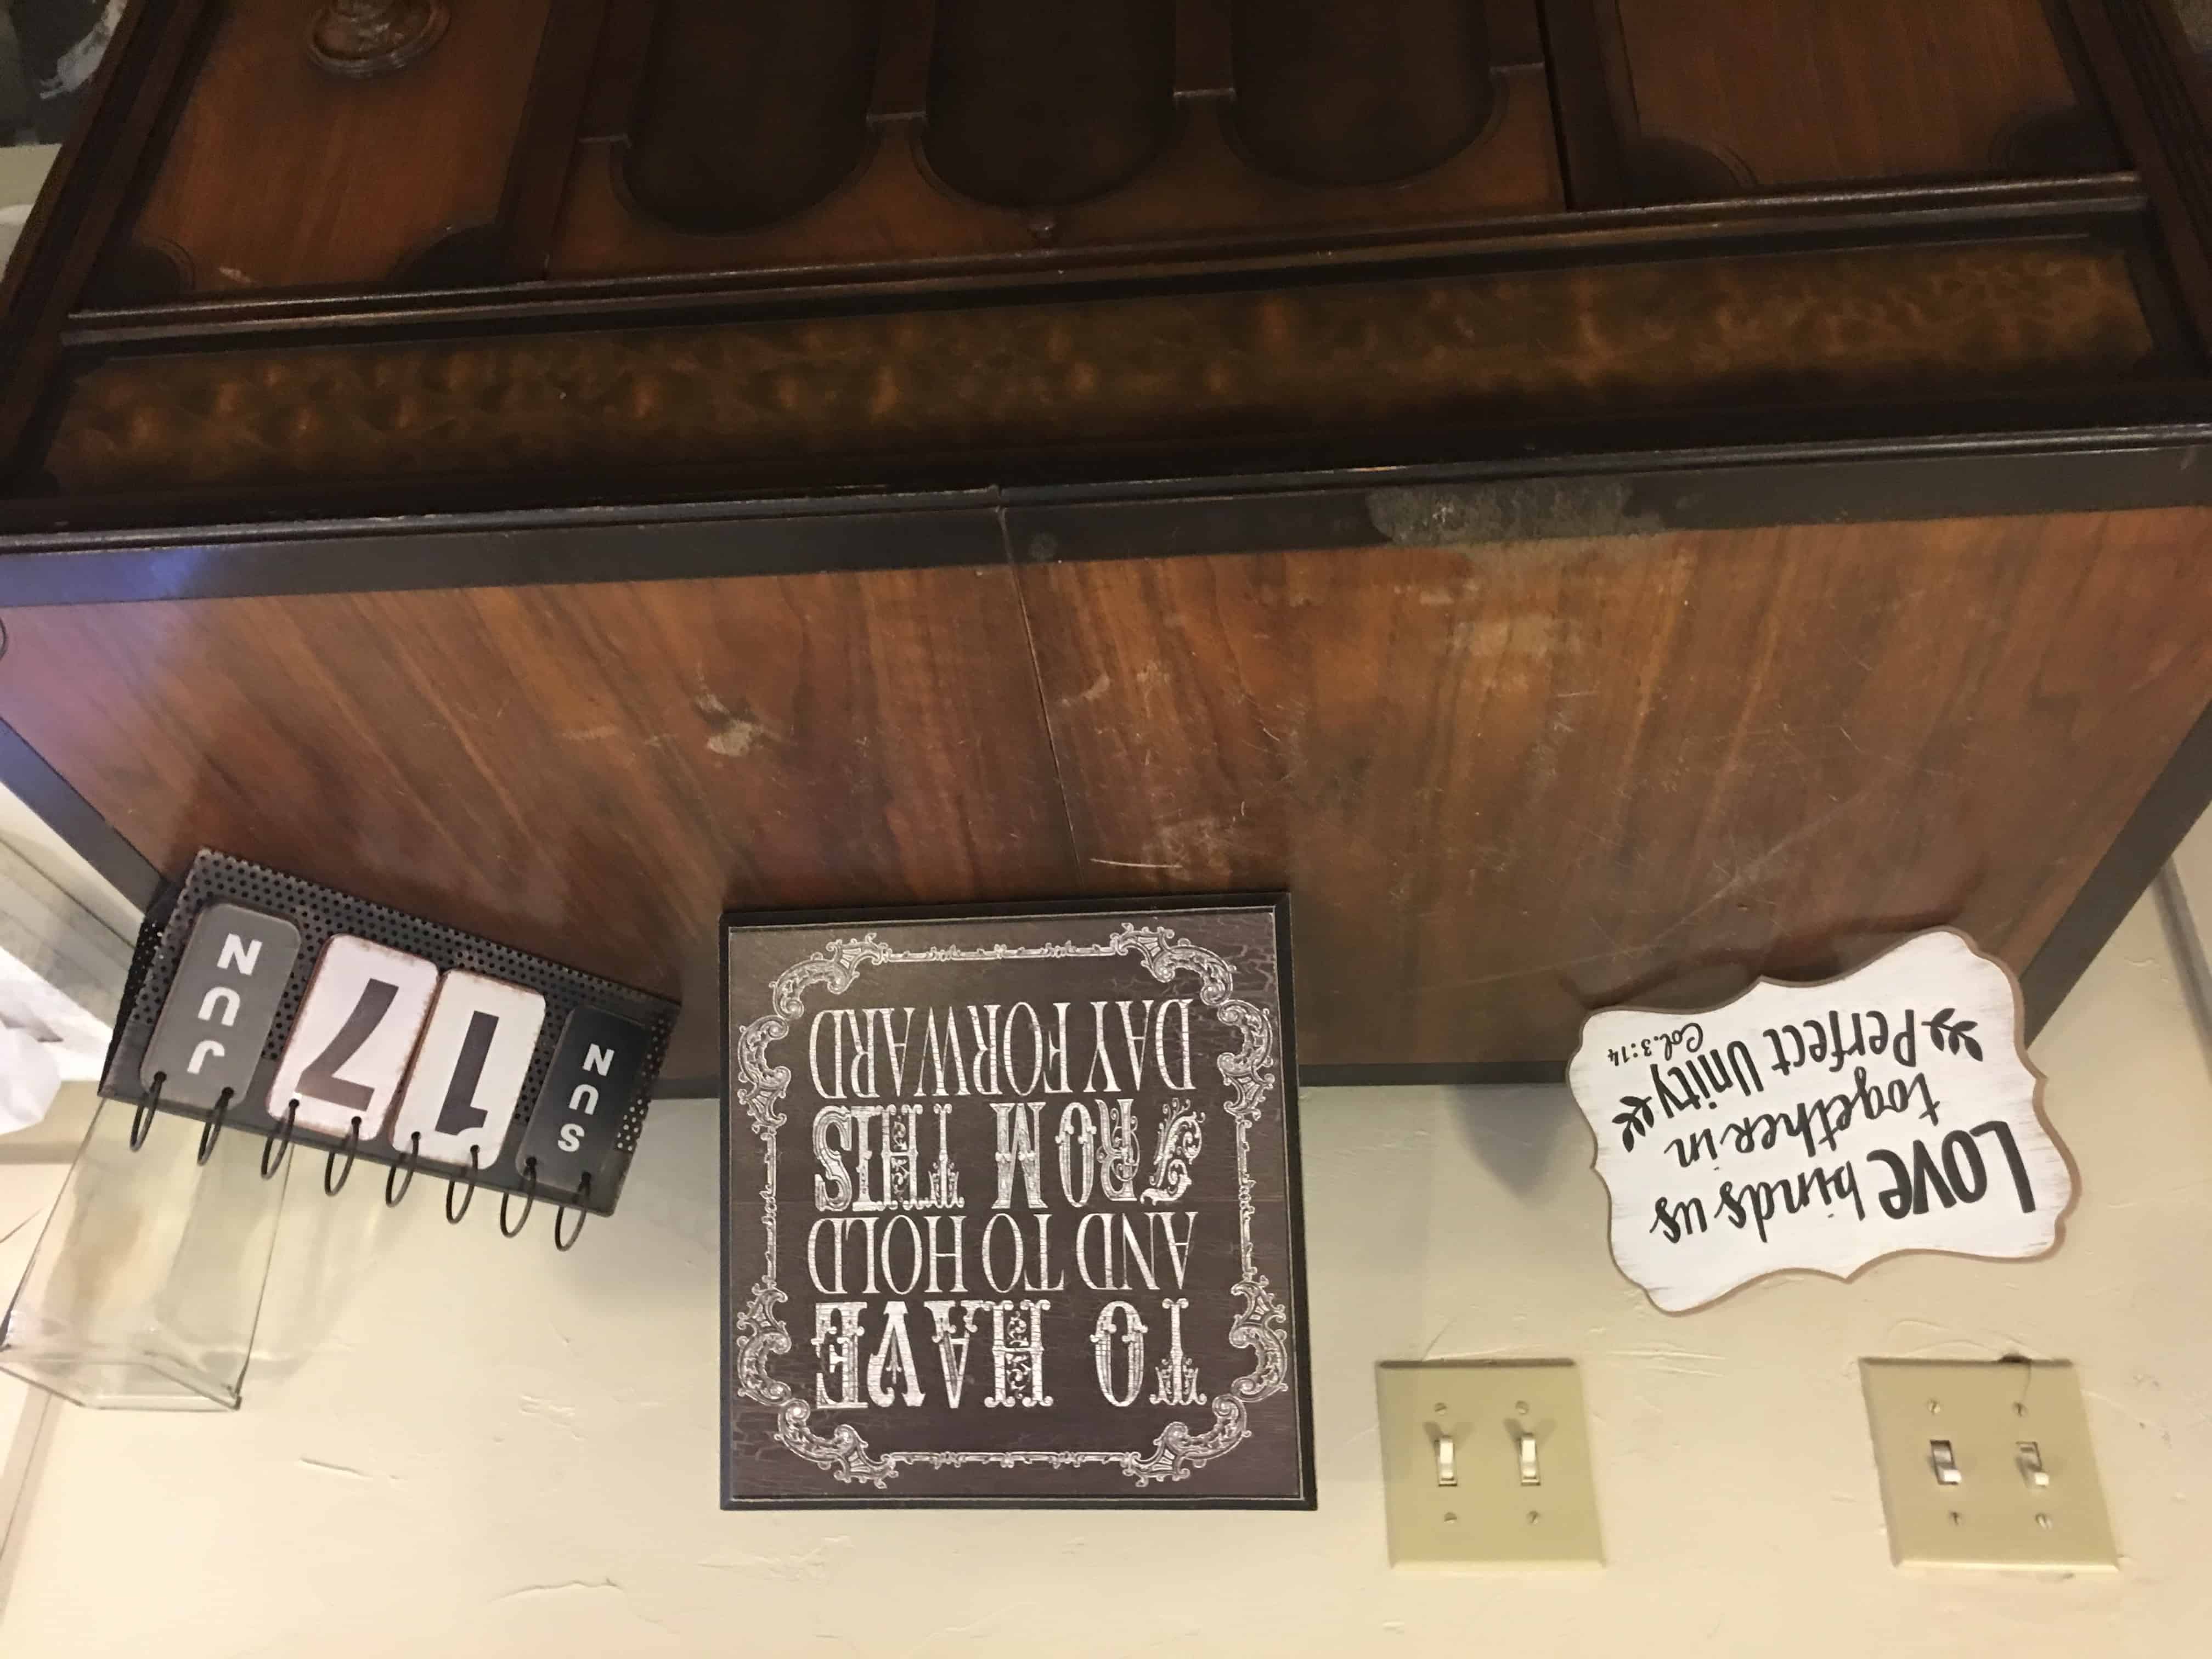 Love binds us
together in
Perfect Unity
Col. 3:14
TO HAVE
AND TO HOLD
FROM THIS
DAY FORWARD
SUN 17 JUN